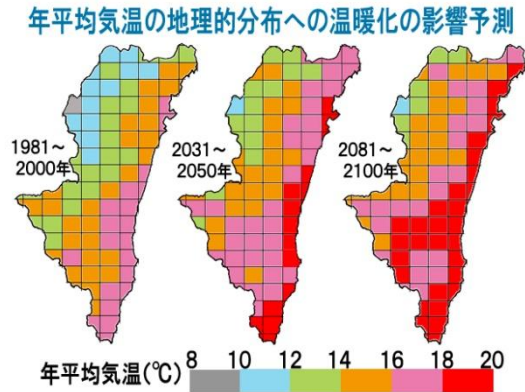 年平均気温の地理的分布への温暖化の影響予測
1981～
2000年
2031～
2050年
2081～
2100年
年平均気温(℃)
8 10 12 14 16 18 20